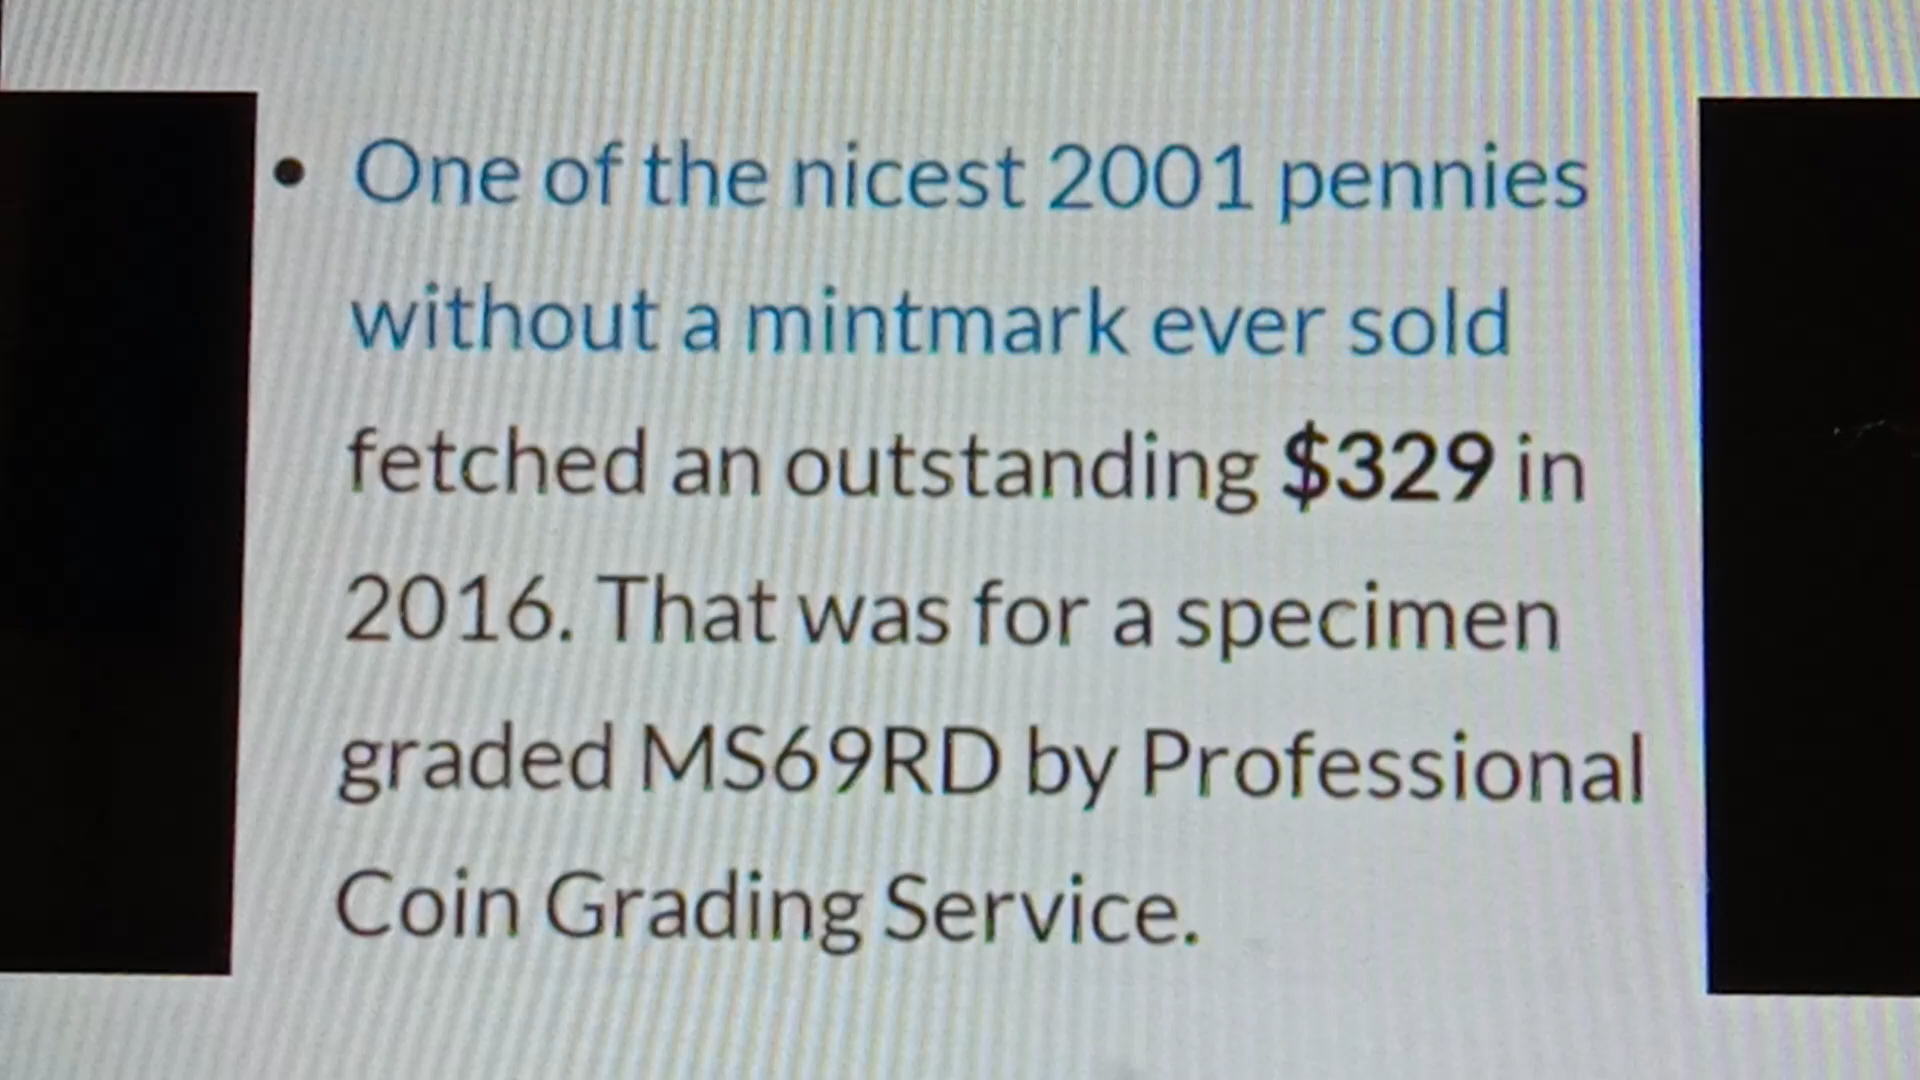 • One of the nicest 2001 pennies
without a mintmark ever sold
fetched an outstanding $329 in
2016. That was for a specimen
graded MS69RD by Professional
Coin Grading Service.